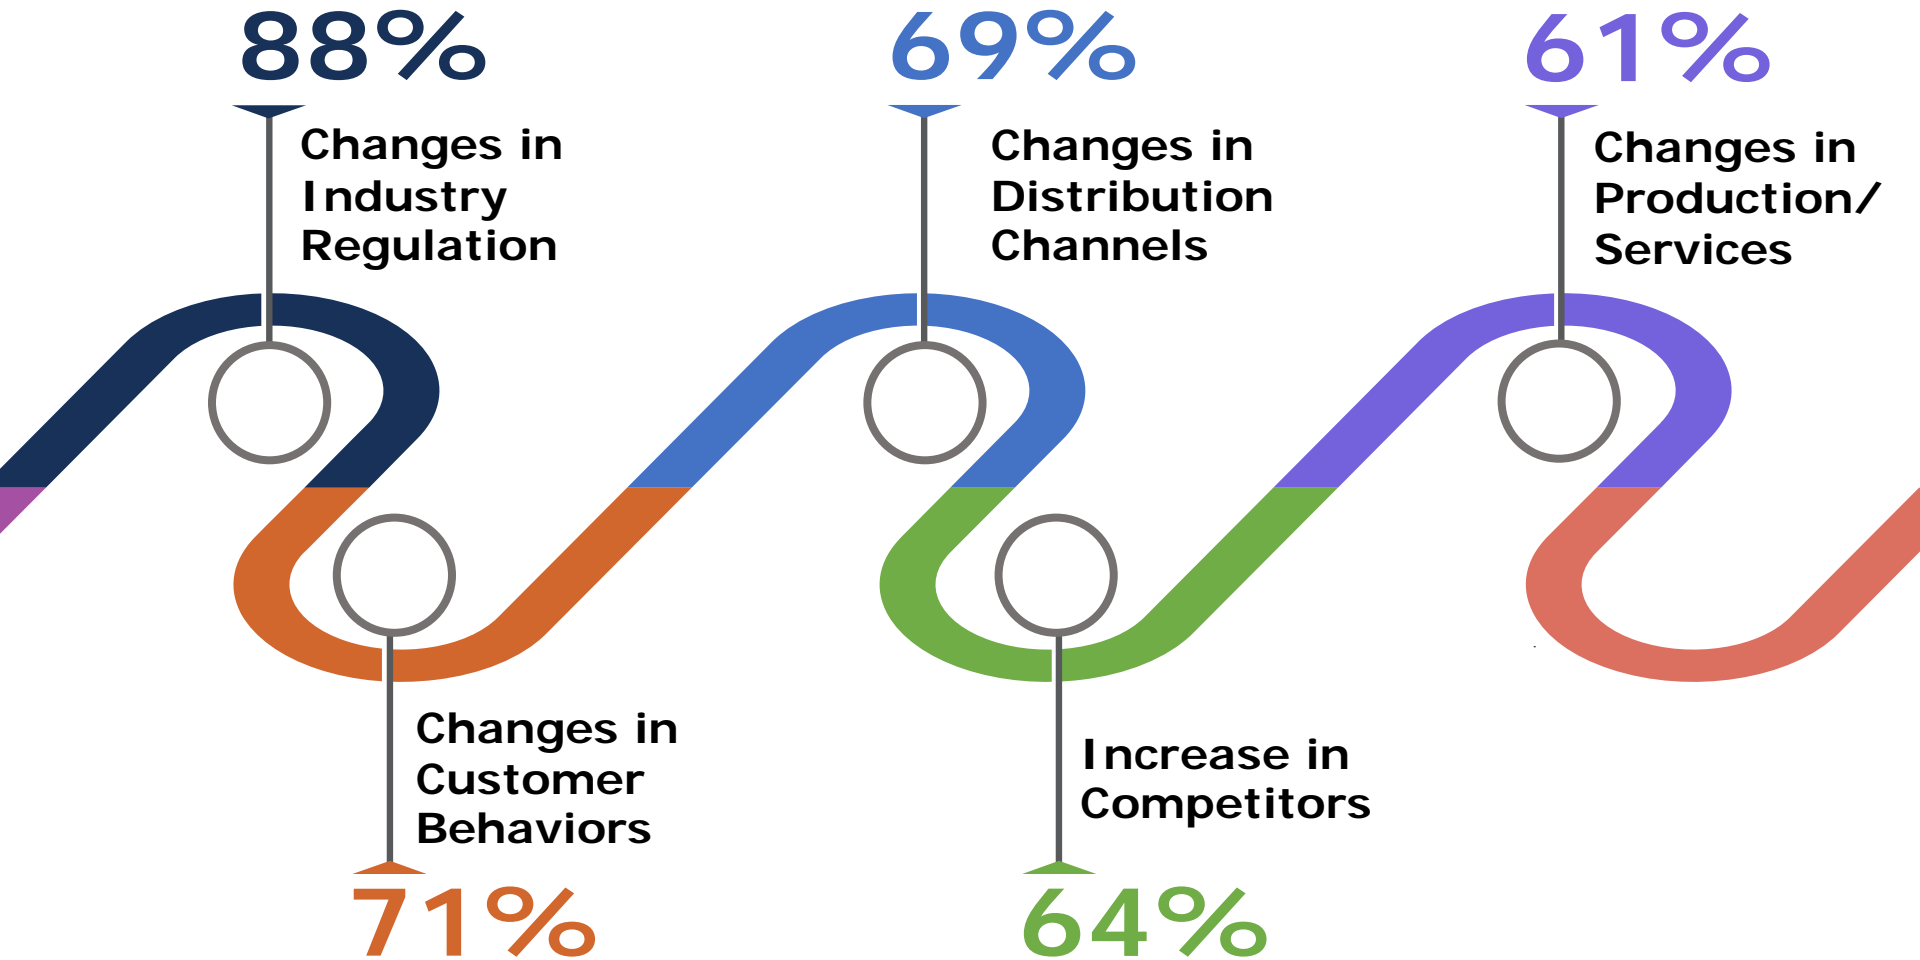 88%
Changes in
Industry
Regulation
69%
Changes in
Distribution
Channels
61%
Changes in
Production/
Services
Changes in
Customer
Behaviors
71%
Increase in
Competitors
64%